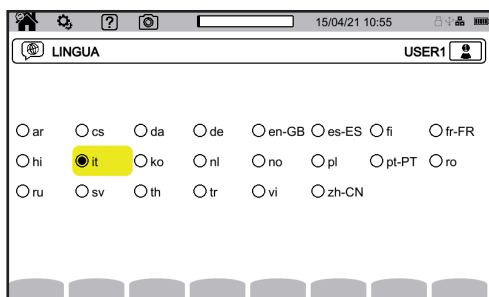 ? 15/04/21 10:55
LINGUA USER1
ar cs da de en-GB es-ES fi fr-FR
hi it ko nl no pl pt-PT ro
ru sv th tr vi zh-CN